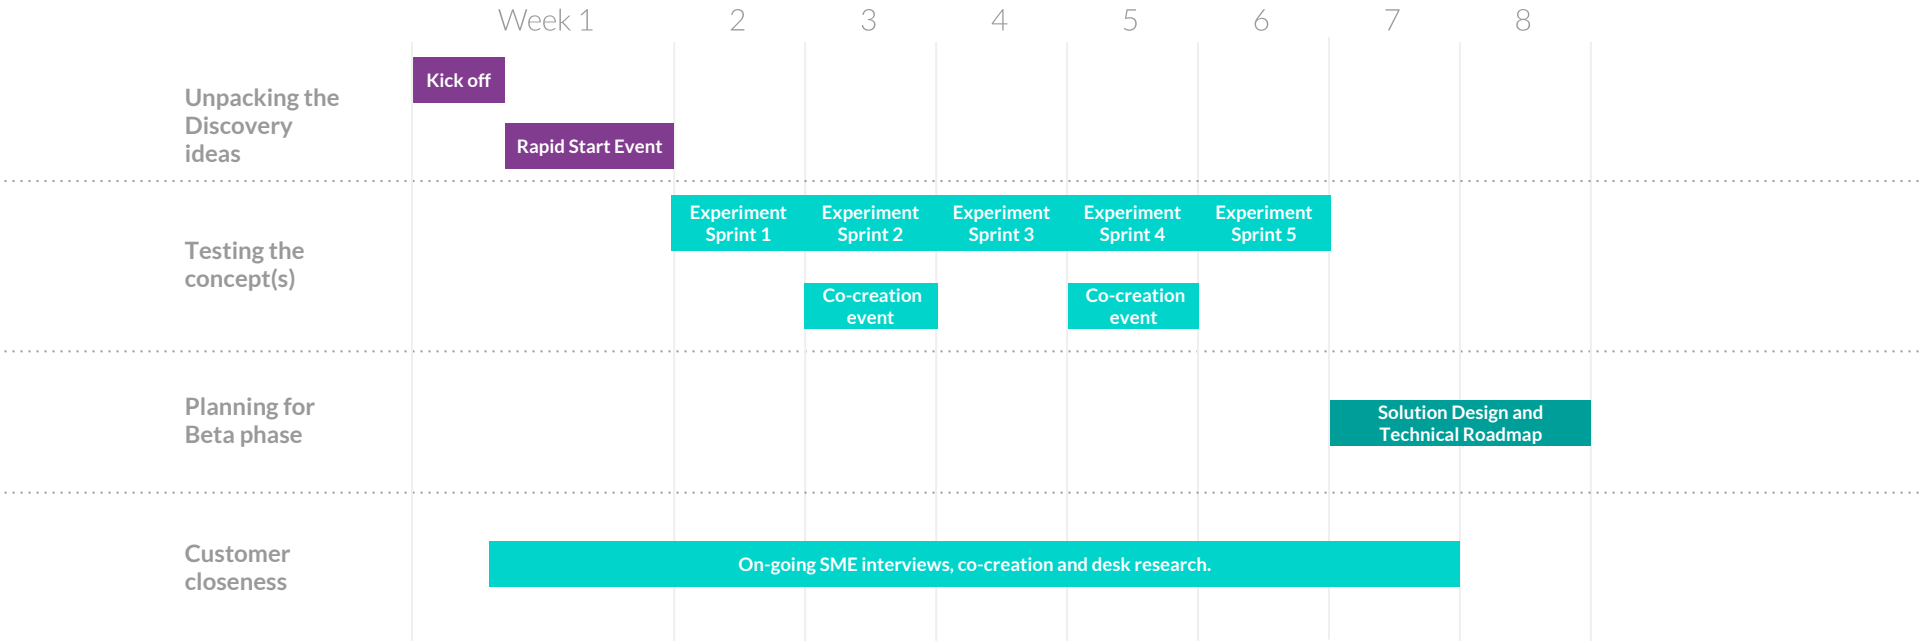 Week 1 2 3 4 5 6 7 8
Kick off
Unpacking the
Discovery
ideas
Rapid Start Event
Experiment Experiment Experiment Experiment Experiment
Sprint 1 Sprint 2 Sprint 3 Sprint 4 Sprint 5
Testing the
concept(s)
Co-creation Co-creation
event event
Planning for
Beta phase
Solution Design and
Technical Roadmap
Customer
closeness
On-going SME interviews, co-creation and desk research.